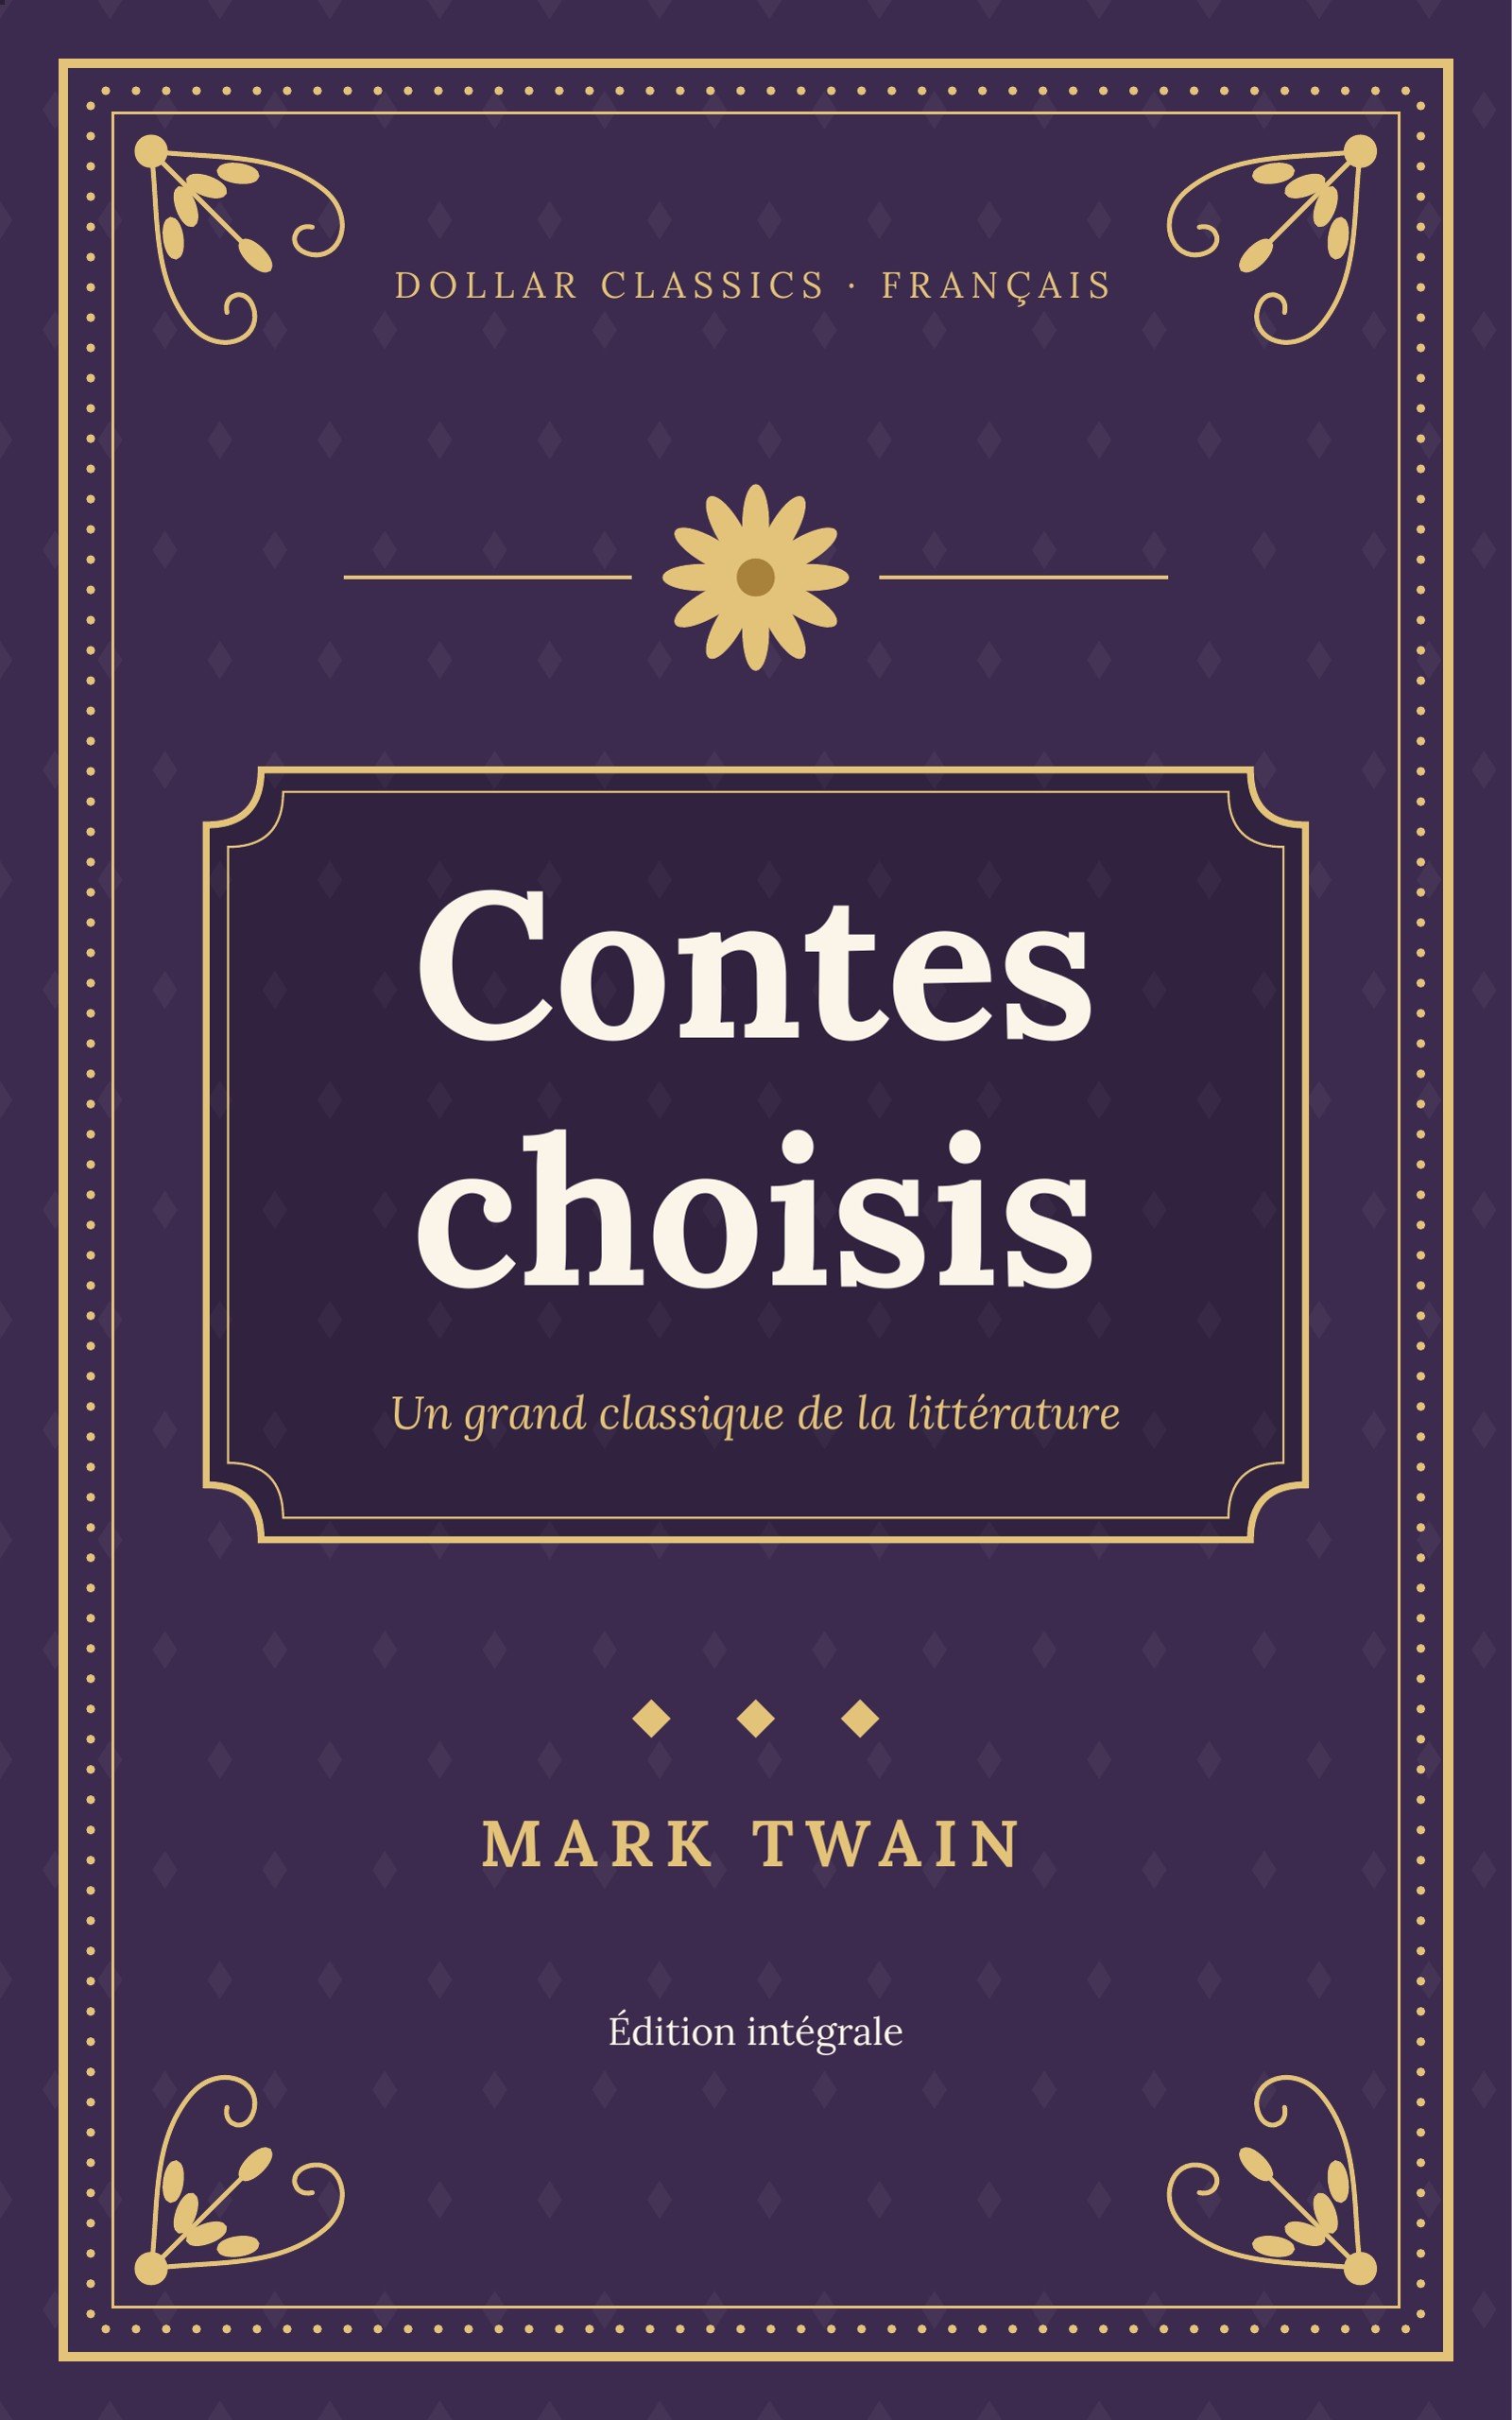 DOLLAR CLASSICS · FRANÇAIS
Contes
choisis
Un grand classique de la littérature
MARK TWAIN
Édition intégrale